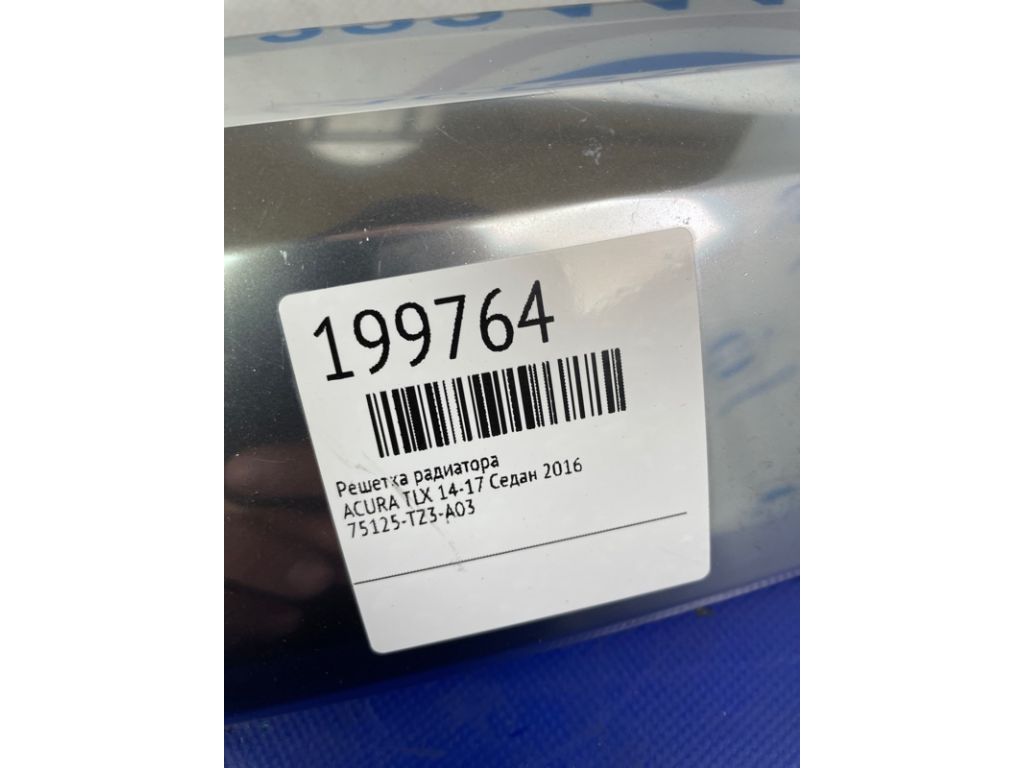 199764
Решетка радиатора
ACURA TLX 14-17 Седан 2016
75125-TZ3-A03